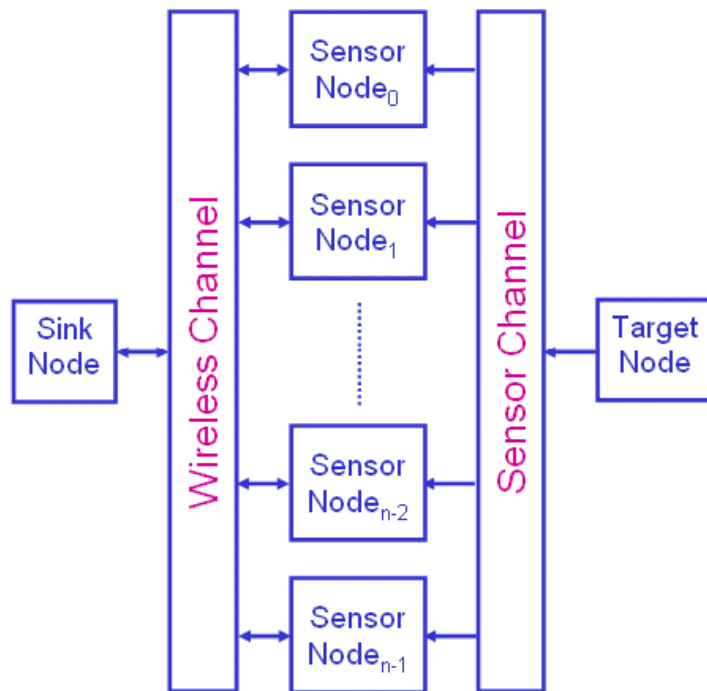 Sensor
Node0
Sensor
Node1
Wireless Channel
Sensor Channel
Sink
Node
Target
Node
Sensor
Noden-2
Sensor
Noden-1